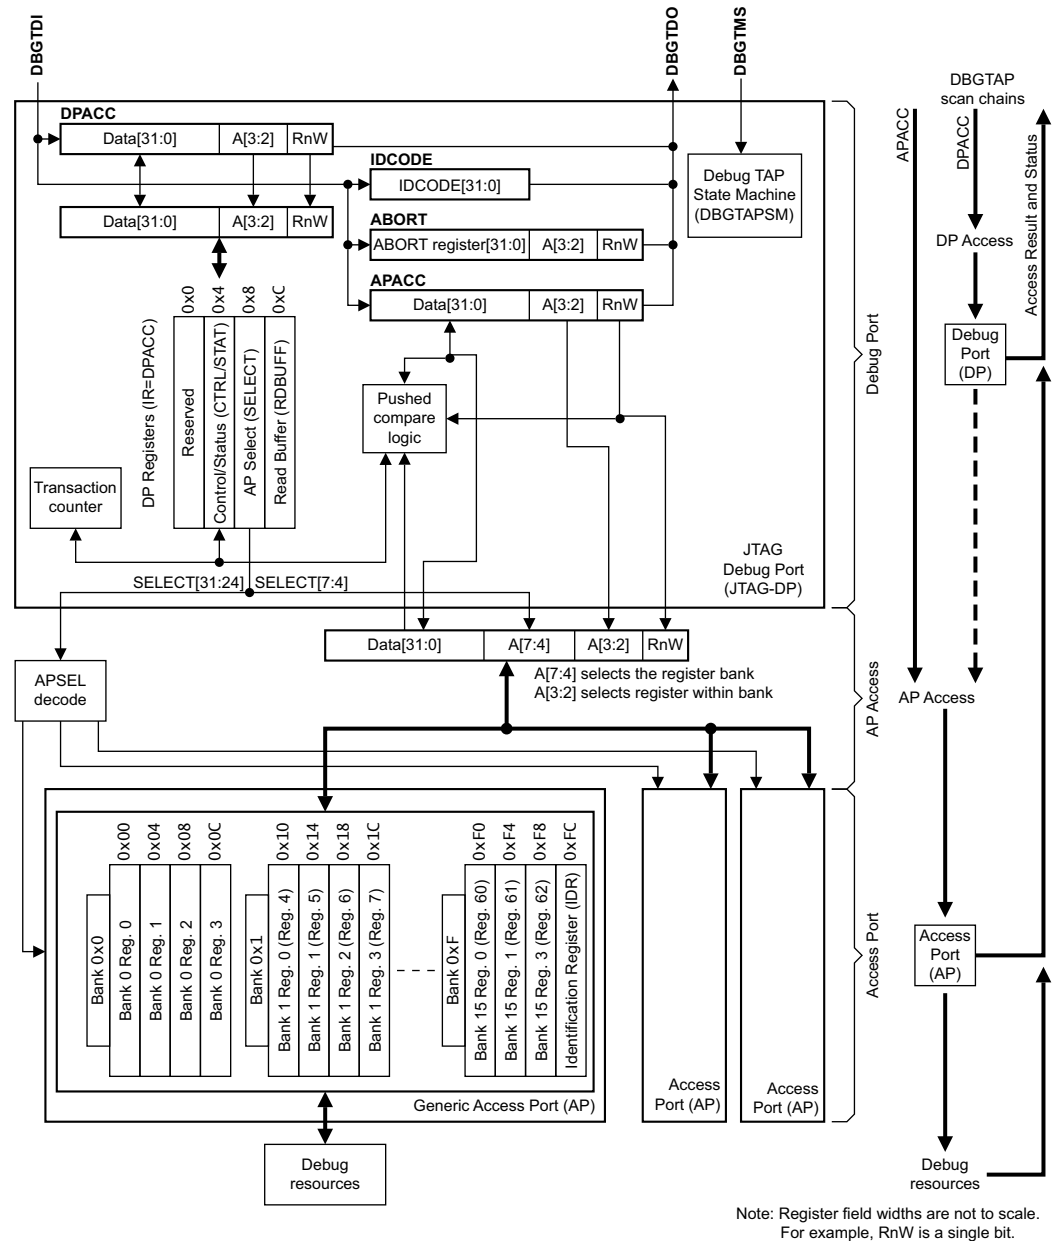 DBGTDI
DBGTDO
DBGTMS
DPACC
Data[31:0] A[3:2] RnW
IDCODE
IDCODE[31:0]
Data[31:0] A[3:2] RnW
ABORT
ABORT register[31:0] A[3:2] RnW
APACC
Data[31:0] A[3:2] RnW
Debug TAP
State Machine
(DBGTAPSM)
0x0
0x4
0x8
0xC
DP Registers (IR=DPACC)
Reserved
Control/Status (CTRL/STAT)
AP Select (SELECT)
Read Buffer (RDBUFF)
Pushed
compare
logic
Transaction
counter
JTAG
Debug Port
(JTAG-DP)
SELECT[31:24]
SELECT[7:4]
Data[31:0] A[7:4] A[3:2] RnW
A[7:4] selects the register bank
A[3:2] selects register within bank
APSEL
decode
0x00
0x04
0x08
0x0C
Bank 0x0
Bank 0 Reg. 0
Bank 0 Reg. 1
Bank 0 Reg. 2
Bank 0 Reg. 3
0x10
0x14
0x18
0x1C
Bank 0x1
Bank 1 Reg. 0 (Reg. 4)
Bank 1 Reg. 1 (Reg. 5)
Bank 1 Reg. 2 (Reg. 6)
Bank 1 Reg. 3 (Reg. 7)
0xF0
0xF4
0xF8
0xFC
Bank 0xF
Bank 15 Reg. 0 (Reg. 60)
Bank 15 Reg. 1 (Reg. 61)
Bank 15 Reg. 3 (Reg. 62)
Identification Register (IDR)
Generic Access Port (AP)
Access
Port (AP)
Access
Port (AP)
Debug
resources
Debug Port
AP Access
Access Port
DBGTAP
scan chains
APACC
DPACC
Access Result and Status
DP Access
Debug
Port
(DP)
AP Access
Access
Port
(AP)
Debug
resources
Note: Register field widths are not to scale.
For example, RnW is a single bit.